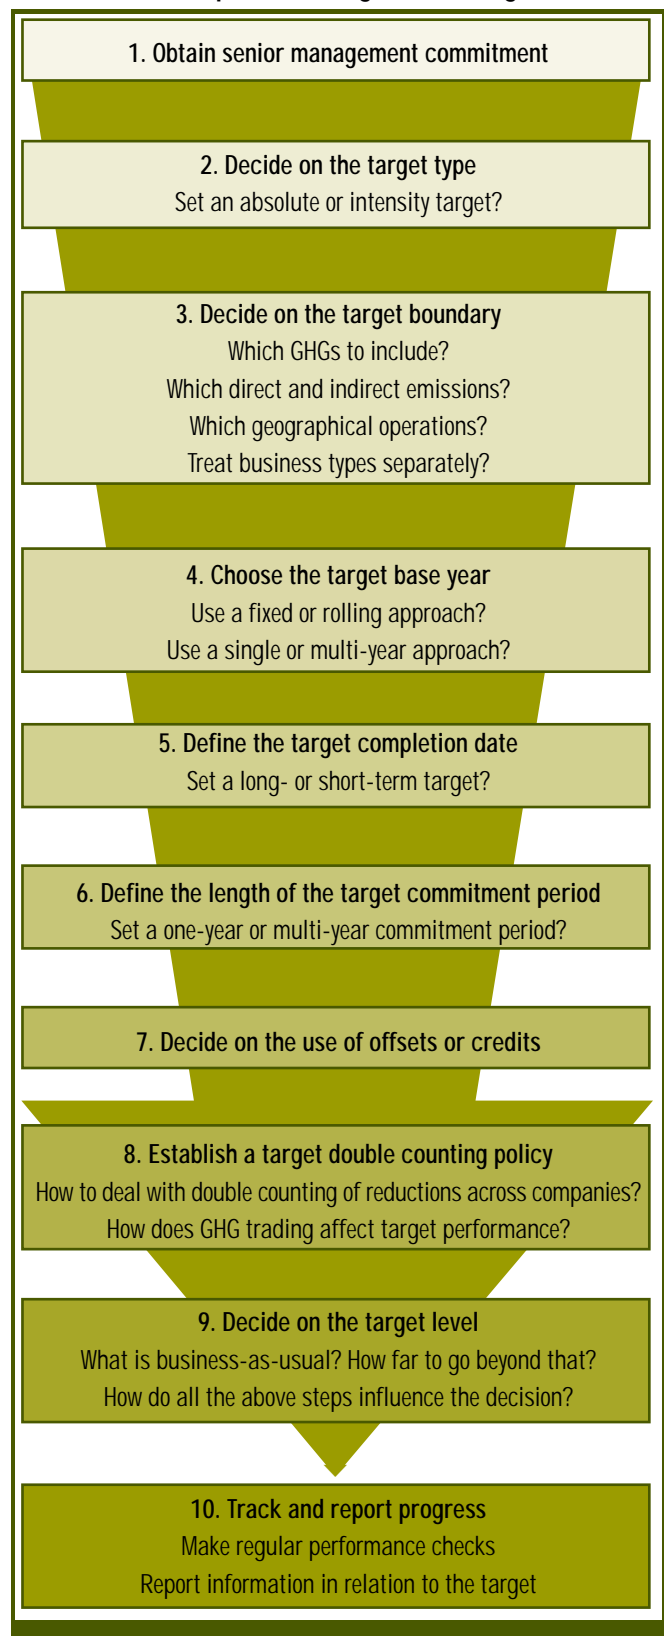 1. Obtain senior management commitment
2. Decide on the target type
Set an absolute or intensity target?
3. Decide on the target boundary
Which GHGs to include?
Which direct and indirect emissions?
Which geographical operations?
Treat business types separately?
4. Choose the target base year
Use a fixed or rolling approach?
Use a single or multi-year approach?
5. Define the target completion date
Set a long- or short-term target?
6. Define the length of the target commitment period
Set a one-year or multi-year commitment period?
7. Decide on the use of offsets or credits
8. Establish a target double counting policy
How to deal with double counting of reductions across companies?
How does GHG trading affect target performance?
9. Decide on the target level
What is business-as-usual? How far to go beyond that?
How do all the above steps influence the decision?
10. Track and report progress
Make regular performance checks
Report information in relation to the target